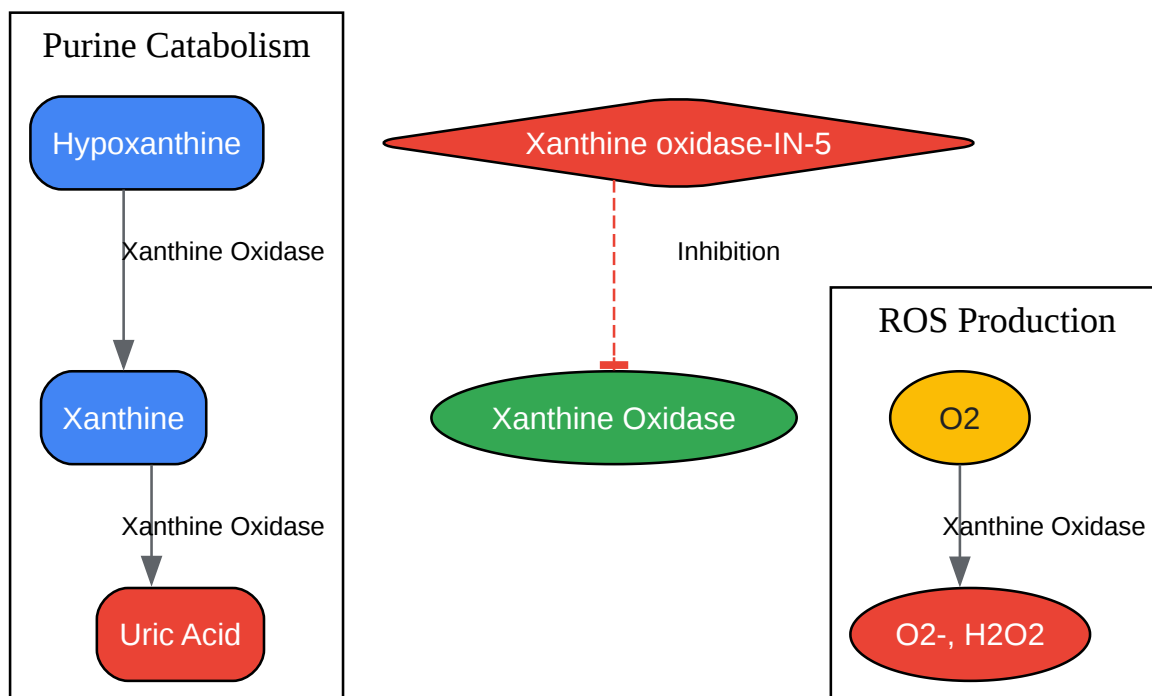 Purine Catabolism
Hypoxanthine
Xanthine Oxidase
Xanthine
Xanthine Oxidase
Uric Acid
Xanthine oxidase-IN-5
Inhibition
Xanthine Oxidase
ROS Production
O2
Xanthine Oxidase
O2-, H2O2